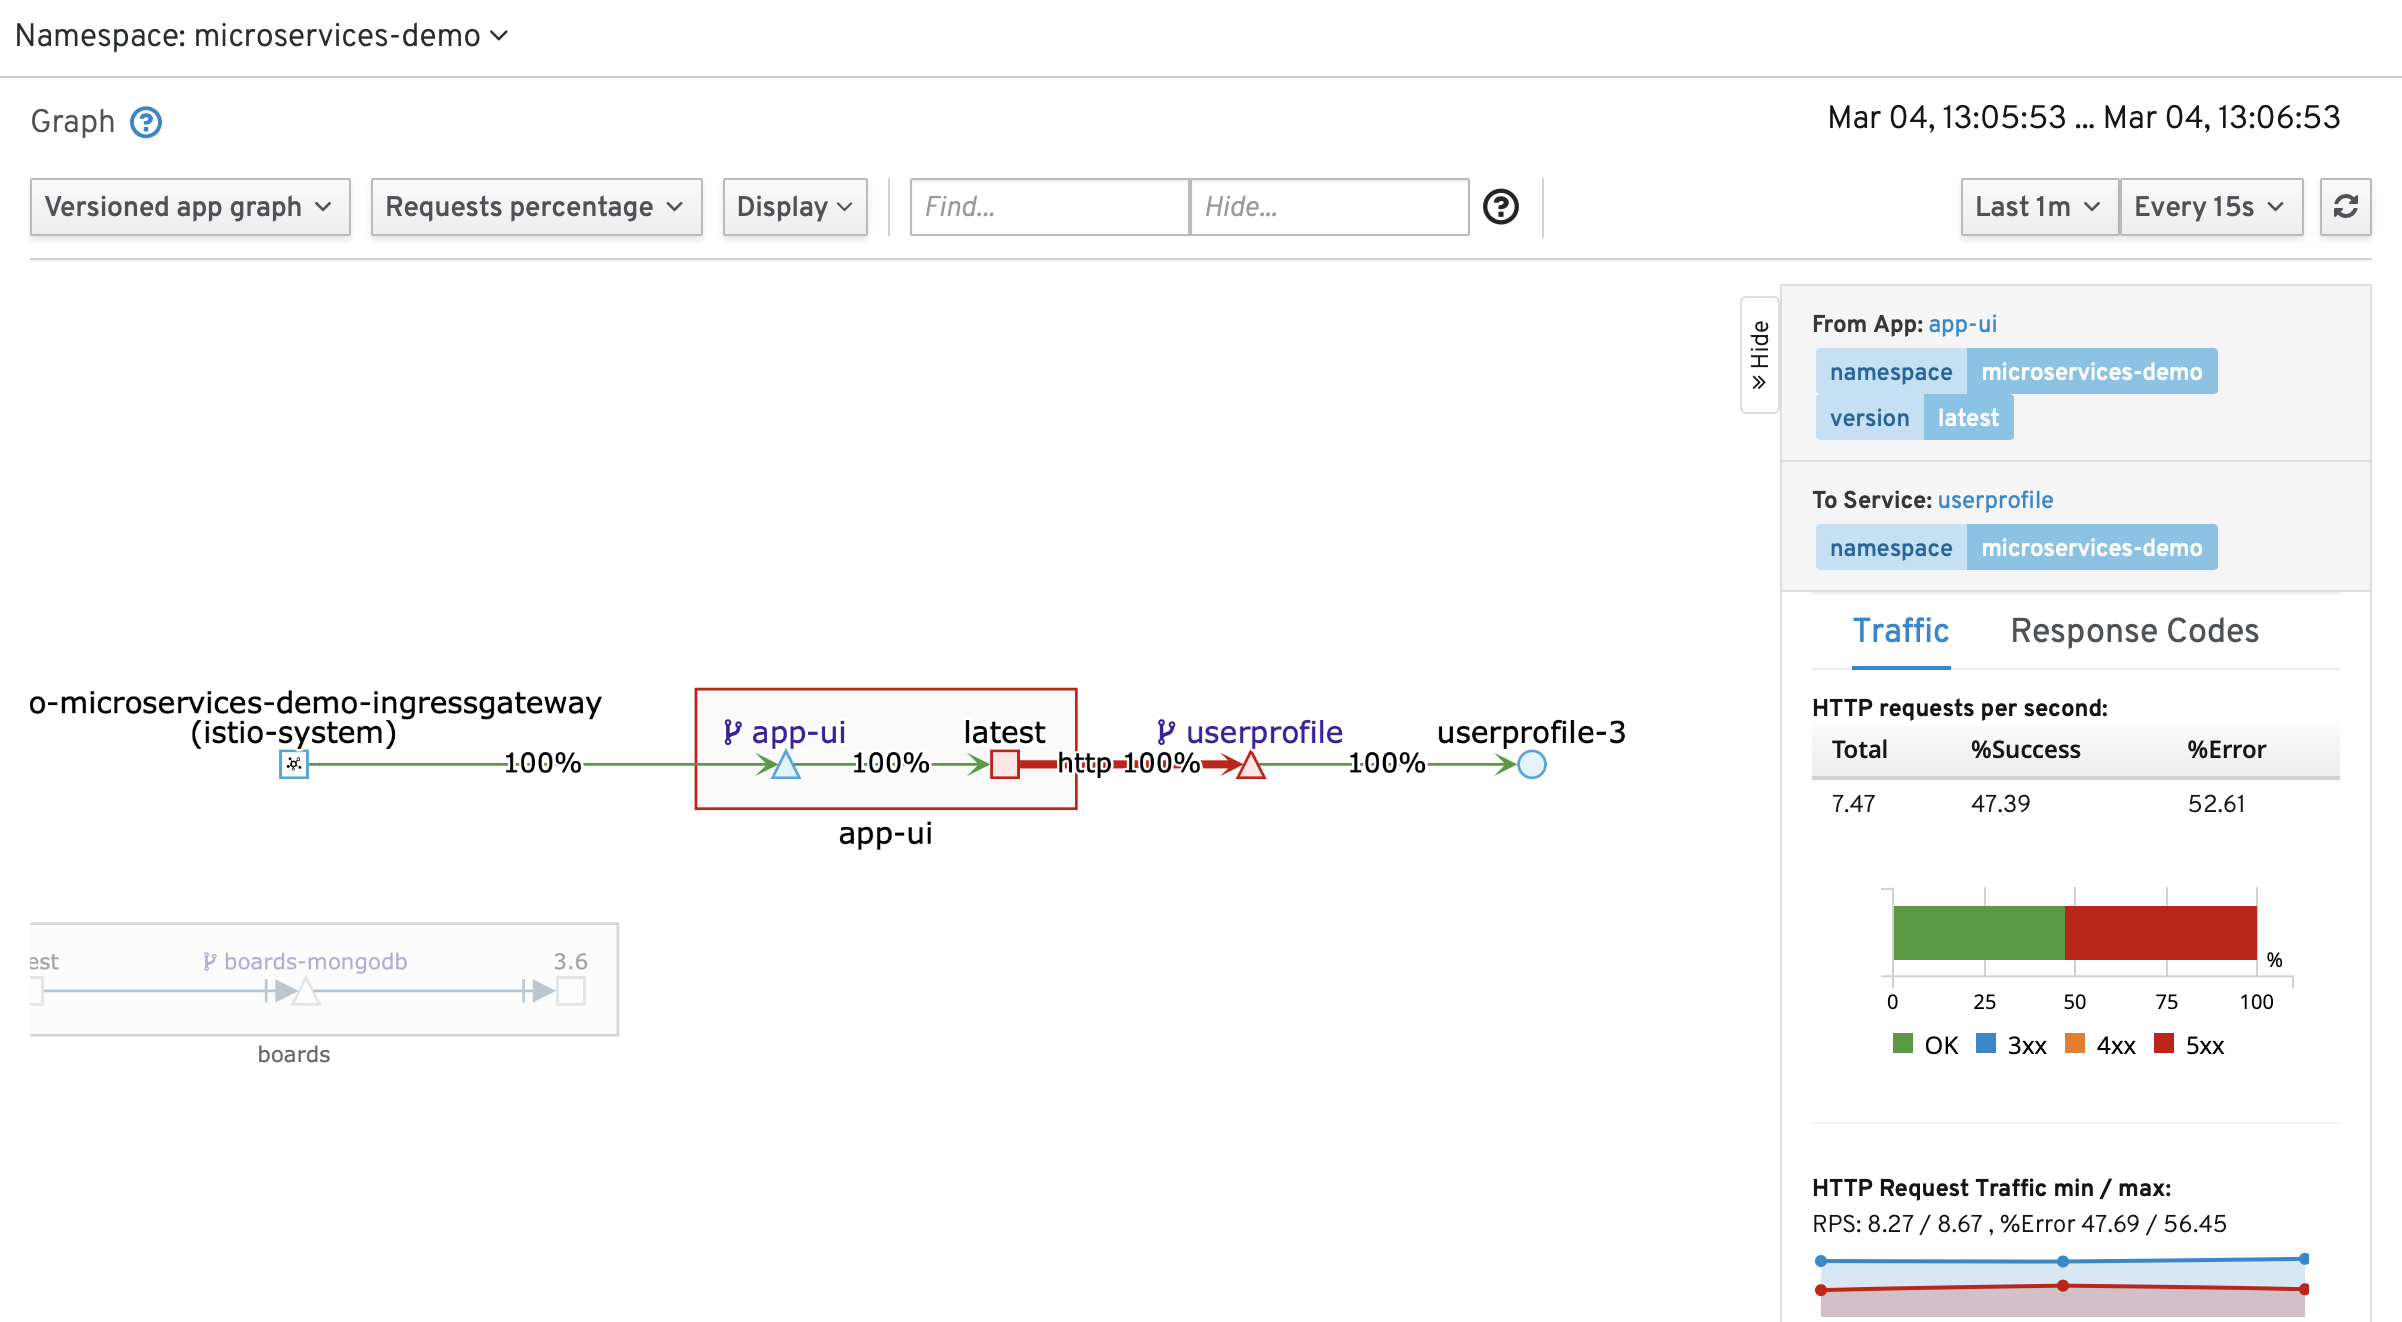 Namespace: microservices-demo
Graph
Mar 04, 13:05:53 ... Mar 04, 13:06:53
Versioned app graph
Requests percentage
Display
Find...
Hide...
Last 1m
Every 15s
Hide
From App: app-ui
namespace microservices-demo
version latest
To Service: userprofile
namespace microservices-demo
Traffic
Response Codes
HTTP requests per second:
Total %Success %Error
7.47 47.39 52.61
%
0 25 50 75 100
OK 3xx 4xx 5xx
HTTP Request Traffic min / max:
RPS: 8.27 / 8.67 , %Error 47.69 / 56.45
o-microservices-demo-ingressgateway
(istio-system)
app-ui
latest
userprofile
userprofile-3
100%
100%
http 100%
100%
app-ui
est
boards-mongodb
3.6
boards